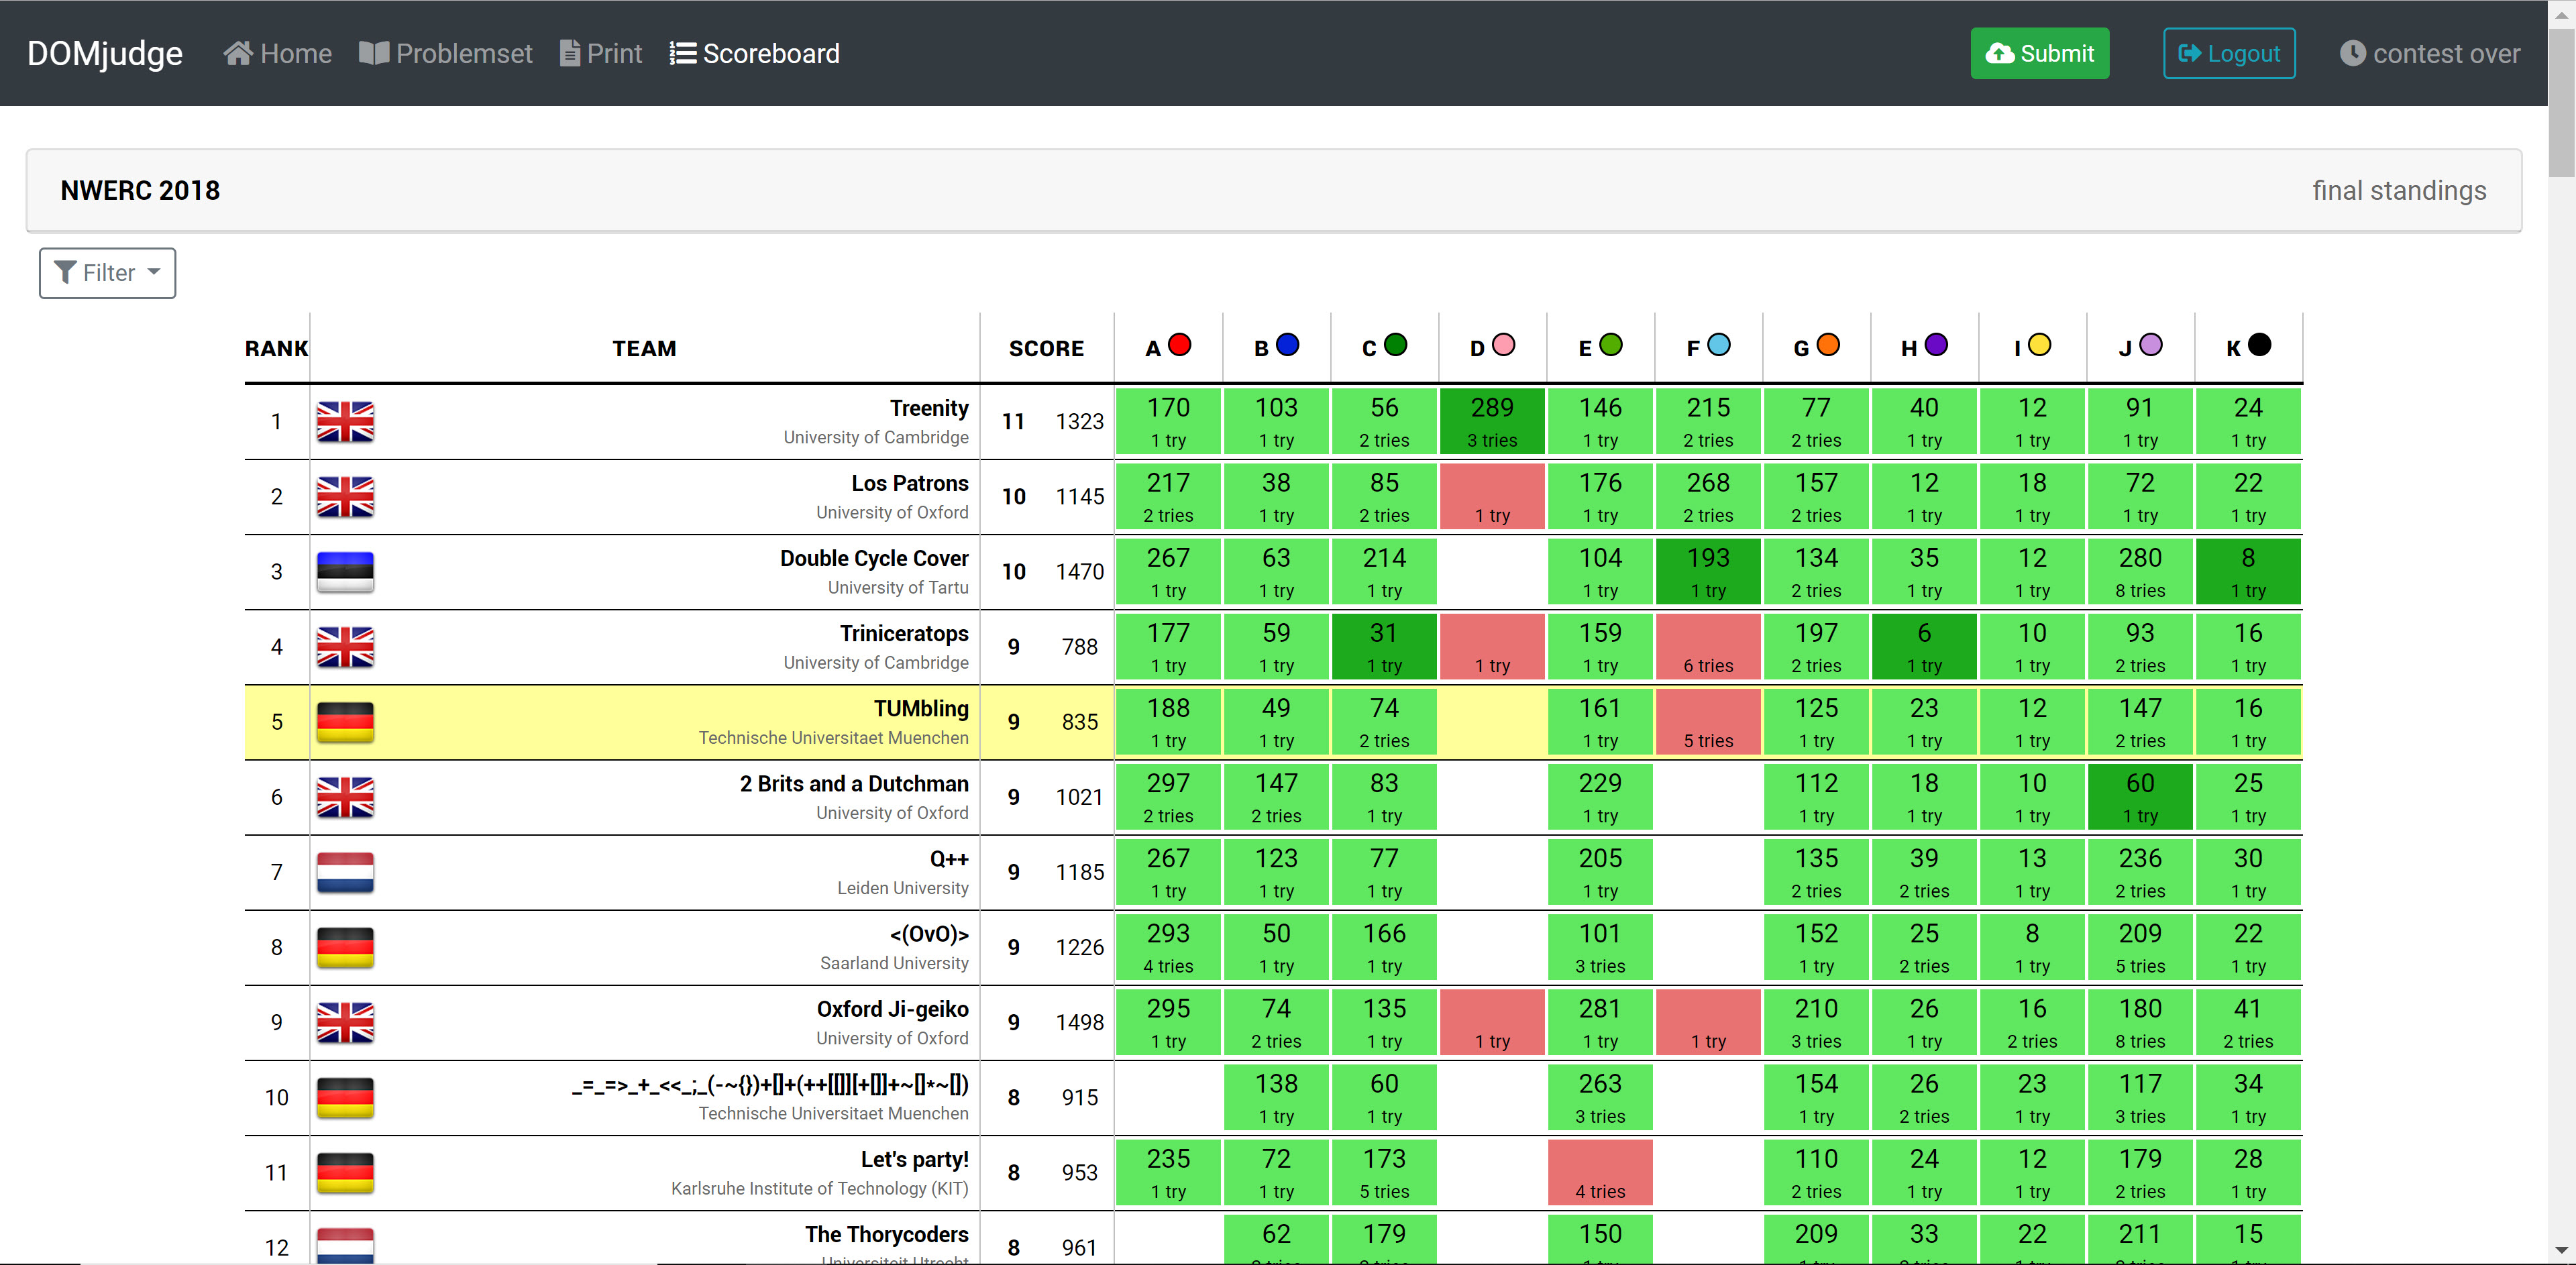 DOMjudge Home Problemset Print Scoreboard Submit Logout contest over
NWERC 2018 final standings
Filter
RANK TEAM SCORE A B C D E F G H I J K
1 Treenity 11 1323 170 103 56 289 146 215 77 40 12 91 24
University of Cambridge 1 try 1 try 2 tries 3 tries 1 try 2 tries 2 tries 1 try 1 try 1 try 1 try
2 Los Patrons 10 1145 217 38 85 176 268 157 12 18 72 22
University of Oxford 2 tries 1 try 2 tries 1 try 1 try 2 tries 2 tries 1 try 1 try 1 try 1 try
3 Double Cycle Cover 10 1470 267 63 214 104 193 134 35 12 280 8
University of Tartu 1 try 1 try 1 try 1 try 1 try 2 tries 1 try 1 try 8 tries 1 try
4 Triniceratops 9 788 177 59 31 159 197 6 10 93 16
University of Cambridge 1 try 1 try 1 try 1 try 1 try 6 tries 2 tries 1 try 1 try 2 tries 1 try
5 TUMbling 9 835 188 49 74 161 125 23 12 147 16
Technische Universitaet Muenchen 1 try 1 try 2 tries 1 try 5 tries 1 try 1 try 1 try 2 tries 1 try
6 2 Brits and a Dutchman 9 1021 297 147 83 229 112 18 10 60 25
University of Oxford 2 tries 2 tries 1 try 1 try 1 try 1 try 1 try 1 try 1 try
7 Q++ 9 1185 267 123 77 205 135 39 13 236 30
Leiden University 1 try 1 try 1 try 1 try 2 tries 2 tries 1 try 2 tries 1 try
8 <(OvO)> 9 1226 293 50 166 101 152 25 8 209 22
Saarland University 4 tries 1 try 1 try 3 tries 1 try 2 tries 1 try 5 tries 1 try
9 Oxford Ji-geiko 9 1498 295 74 135 281 210 26 16 180 41
University of Oxford 1 try 2 tries 1 try 1 try 1 try 1 try 3 tries 1 try 2 tries 8 tries 2 tries
10 _=_=>_+_<<_;_(-~{})+[]+(++[[]][+[]]+~[]*~[]) 8 915 138 60 263 154 26 23 117 34
Technische Universitaet Muenchen 1 try 1 try 3 tries 1 try 2 tries 1 try 3 tries 1 try
11 Let's party! 8 953 235 72 173 110 24 12 179 28
Karlsruhe Institute of Technology (KIT) 1 try 1 try 5 tries 4 tries 2 tries 1 try 1 try 2 tries 1 try
12 The Thorycoders 8 961 62 179 150 209 33 22 211 15
Universiteit Utrecht